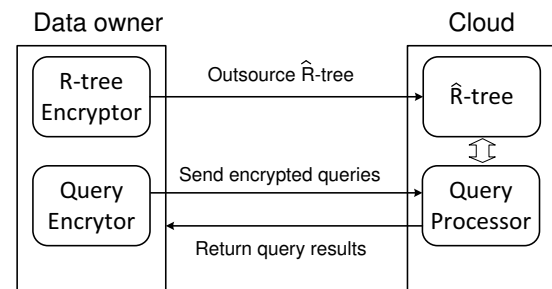 Data owner
Cloud
R-tree
Encryptor
Outsource R̂-tree
R̂-tree
Query
Encrytor
Send encrypted queries
Return query results
Query
Processor